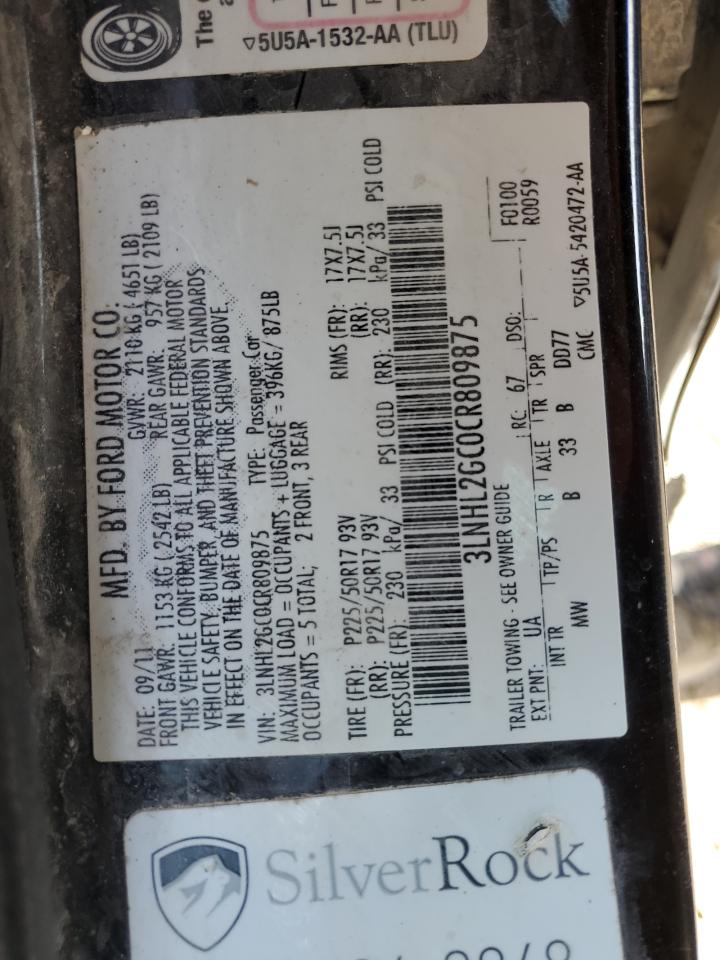 The
▽5U5A-1532-AA (TLU)
MFD. BY FORD MOTOR CO.
DATE: 09/11 GVWR: 2110 KG ( 4651 LB)
FRONT GAWR: 1153 KG ( 2542 LB) REAR GAWR: 957 KG ( 2109 LB)
THIS VEHICLE CONFORMS TO ALL APPLICABLE FEDERAL MOTOR
VEHICLE SAFETY, BUMPER, AND THEFT PREVENTION STANDARDS
IN EFFECT ON THE DATE OF MANUFACTURE SHOWN ABOVE.
VIN: 3LNHL2GC0CR809875 TYPE: Passenger Car
MAXIMUM LOAD = OCCUPANTS + LUGGAGE = 396KG/ 875LB
OCCUPANTS = 5 TOTAL; 2 FRONT, 3 REAR
TIRE (FR): P225/50R17 93V RIMS (FR): 17X7.5J
(RR): P225/50R17 93V (RR): 17X7.5J
PRESSURE (FR): 230 kPa/ 33 PSI COLD (RR): 230 kPa/ 33 PSI COLD
3LNHL2GC0CR809875
TRAILER TOWING - SEE OWNER GUIDE F0100
EXT PNT: UA RC: 67 DSO: R0059
INT TR TP/PS R AXLE TR SPR
MW B 33 B DD77
CMC ▽5U5A-5420472-AA
SilverRock